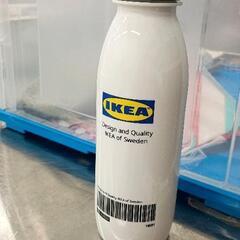 IKEA
Design and Quality
IKEA of Sweden